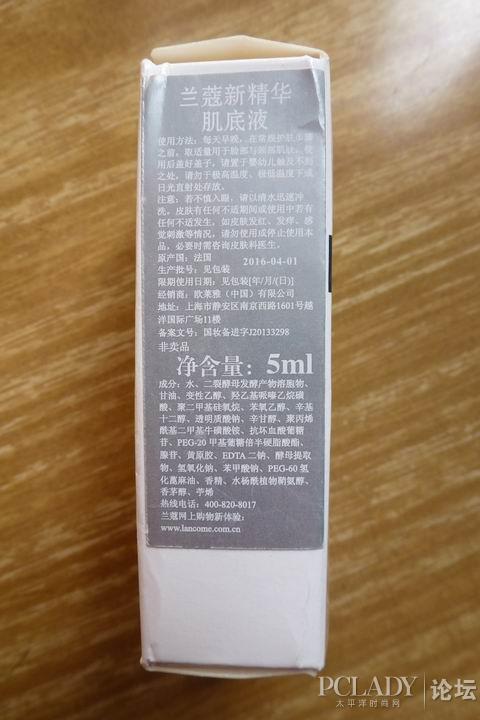 兰蔻新精华
肌底液
使用方法：每天早晚，在常规护肤步骤
之前，取适量用于脸部与颈部肌肤。使
用后盖好盖子，请置于婴幼儿触及不到
之处，请勿于极高温度、极低温度下或
日光直射处存放。
注意：若不慎入眼，请以清水迅速冲
洗，皮肤有任何不适期间或使用中若有
任何不适发生，如皮肤发红、发痒、感
觉刺激等情况，请勿使用或停止使用本
品，必要时需咨询皮肤科医生。
原产国：法国 2016-04-01
生产批号：见包装
限期使用日期：见包装[年/月/(日)]
经销商：欧莱雅（中国）有限公司
地址：上海市静安区南京西路1601号越
洋国际广场11楼
备案文号：国妆备进字J20133298
非卖品
净含量：5ml
成分：水、二裂酵母发酵产物溶胞物、
甘油、变性乙醇、羟乙基哌嗪乙烷磺
酸、聚二甲基硅氧烷、苯氧乙醇、辛基
十二醇、透明质酸钠、辛甘醇、聚丙烯
酰基二甲基牛磺酸铵、抗坏血酸葡糖
苷、PEG-20 甲基葡糖倍半硬脂酸酯、
腺苷、黄原胶、EDTA 二钠、酵母提取
物、氢氧化钠、苯甲酸钠、PEG-60 氢
化蓖麻油、香精、水杨酰植物鞘氨醇、
香茅醇、苧烯
热线电话：400-820-8017
兰蔻网上购物新体验：
www.lancome.com.cn
PCLADY 论坛
太平洋时尚网